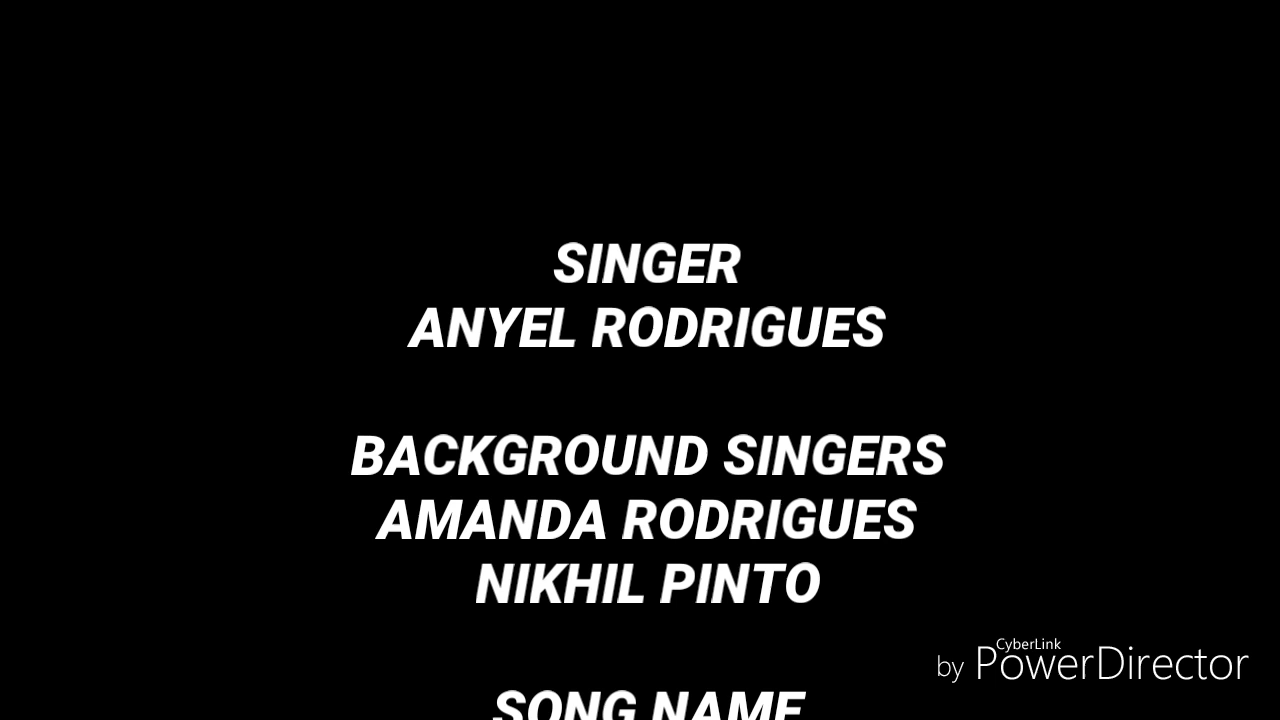 SINGER
ANYEL RODRIGUES
BACKGROUND SINGERS
AMANDA RODRIGUES
NIKHIL PINTO
CyberLink
by PowerDirector
SONG NAME